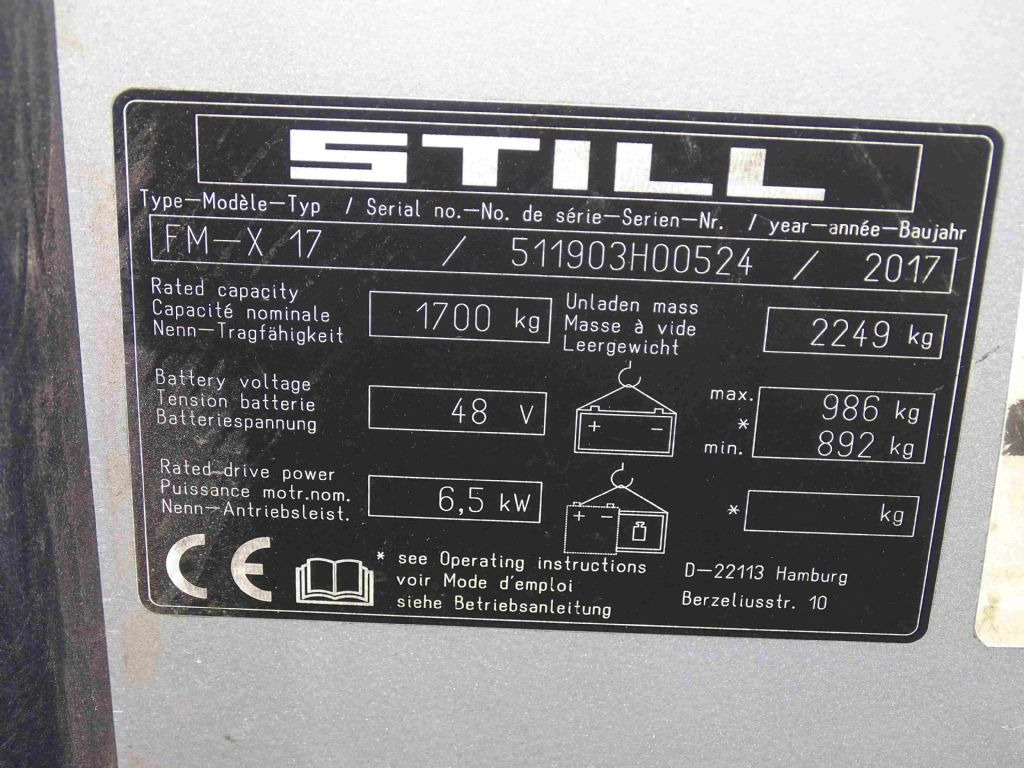 STILL
Type-Modèle-Typ / Serial no.-No. de série-Serien-Nr. / year-année-Baujahr
FM-X 17 / 511903H00524 / 2017
Rated capacity
Capacité nominale
Nenn-Tragfähigkeit
1700 kg
Unladen mass
Masse à vide
Leergewicht
2249 kg
Battery voltage
Tension batterie
Batteriespannung
48 V
+ -
max. 986 kg
*
min. 892 kg
Rated drive power
Puissance motr.nom.
Nenn-Antriebsleist.
6,5 kW
+ -
* kg
CE
* see Operating instructions
voir Mode d'emploi
siehe Betriebsanleitung
D-22113 Hamburg
Berzeliusstr. 10